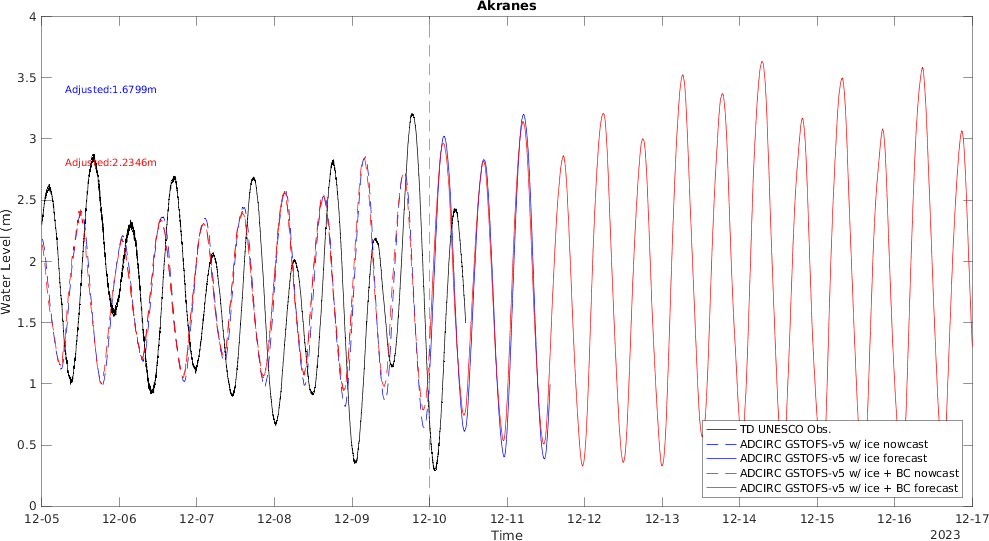 Akranes
4
3.5
3
2.5
2
1.5
1
0.5
0
Water Level (m)
Adjusted:1.6799m
Adjusted:2.2346m
TD UNESCO Obs.
ADCIRC GSTOFS-v5 w/ ice nowcast
ADCIRC GSTOFS-v5 w/ ice forecast
ADCIRC GSTOFS-v5 w/ ice + BC nowcast
ADCIRC GSTOFS-v5 w/ ice + BC forecast
12-05 12-06 12-07 12-08 12-09 12-10 12-11 12-12 12-13 12-14 12-15 12-16 12-17
Time
2023